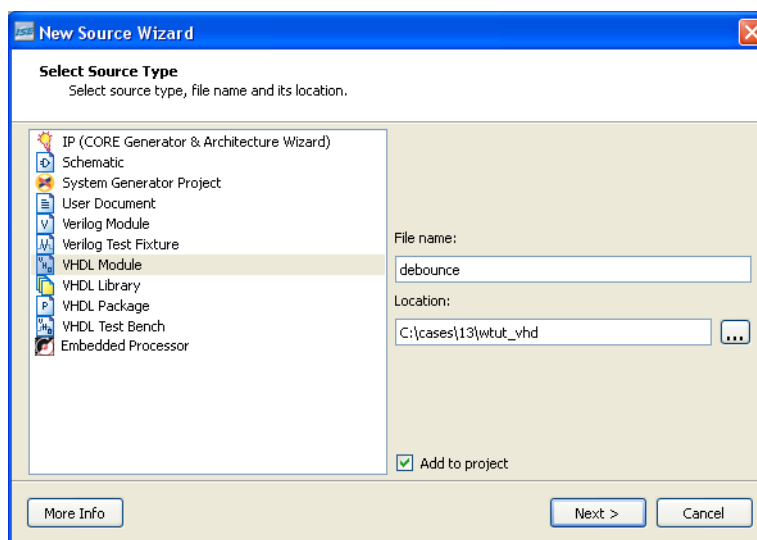 ISE New Source Wizard
Select Source Type
Select source type, file name and its location.
IP (CORE Generator & Architecture Wizard)
Schematic
System Generator Project
User Document
Verilog Module
Verilog Test Fixture
VHDL Module
VHDL Library
VHDL Package
VHDL Test Bench
Embedded Processor
File name:
debounce
Location:
C:\cases\13\wtut_vhd
...
Add to project
More Info
Next >
Cancel